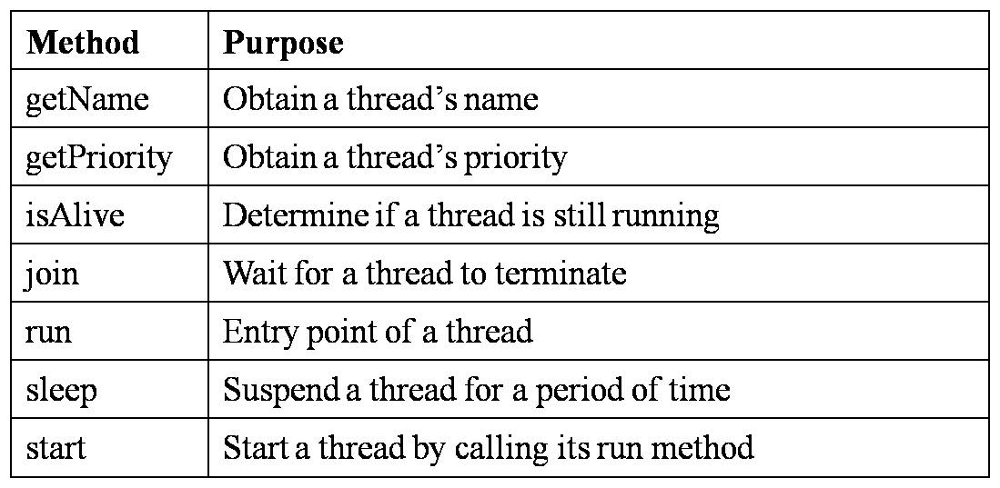 Method Purpose
getName Obtain a thread’s name
getPriority Obtain a thread’s priority
isAlive Determine if a thread is still running
join Wait for a thread to terminate
run Entry point of a thread
sleep Suspend a thread for a period of time
start Start a thread by calling its run method